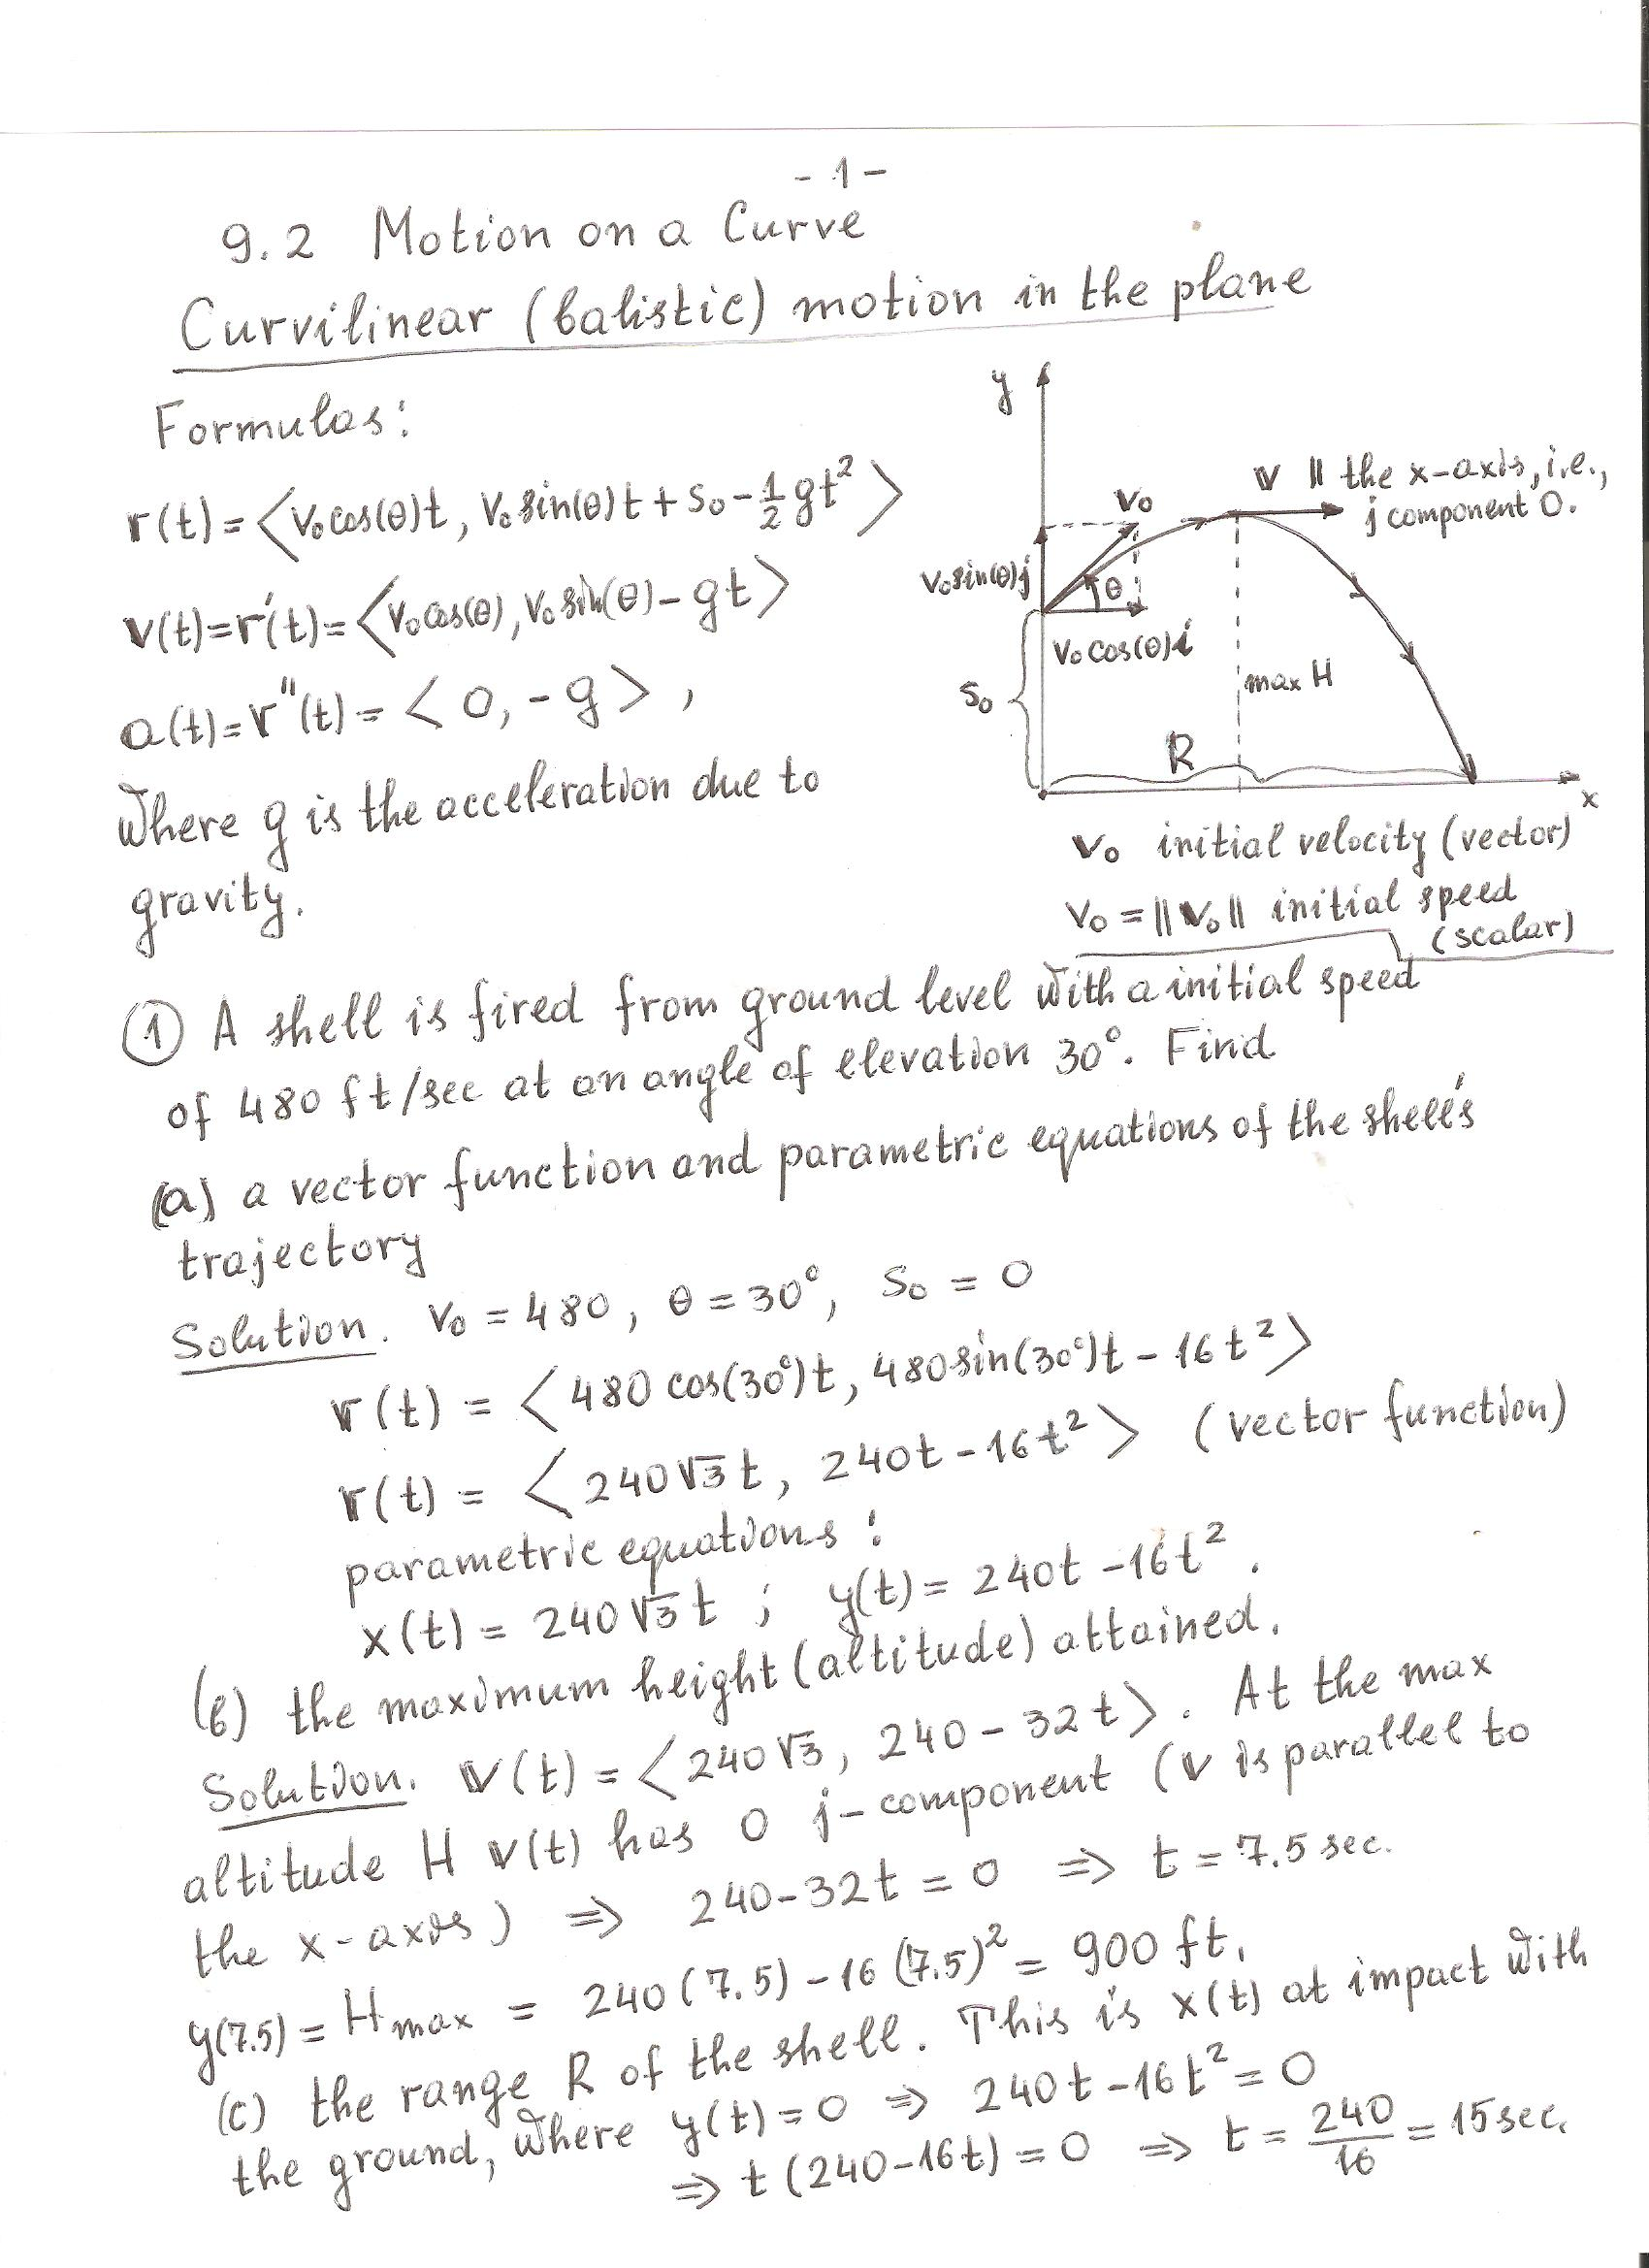 - 1 -
9.2 Motion on a Curve
Curvilinear (balistic) motion in the plane
Formulas:
r(t) = ⟨v₀cos(θ)t, v₀sin(θ)t + s₀ - ½gt²⟩
v(t) = r'(t) = ⟨v₀cos(θ), v₀sin(θ) - gt⟩
a(t) = r''(t) = ⟨0, -g⟩,
where g is the acceleration due to
gravity.
y
v ∥ the x-axis, i.e.,
j component 0.
v₀
v₀sin(θ)j
θ
v₀cos(θ)i
s₀
max H
R
x
v₀ initial velocity (vector)
v₀ = ‖v₀‖ initial speed
(scalar)
① A shell is fired from ground level with a initial speed
of 480 ft/sec at an angle of elevation 30°. Find
(a) a vector function and parametric equations of the shell's
trajectory
Solution. v₀ = 480, θ = 30°, s₀ = 0
r(t) = ⟨480 cos(30°)t, 480 sin(30°)t - 16t²⟩
r(t) = ⟨240√3t, 240t - 16t²⟩ (vector function)
parametric equations:
x(t) = 240√3t ; y(t) = 240t - 16t².
(b) the maximum height (altitude) attained.
Solution. v(t) = ⟨240√3, 240 - 32t⟩. At the max
altitude H v(t) has 0 j-component (v is parallel to
the x-axis) ⇒ 240 - 32t = 0 ⇒ t = 7.5 sec.
y(7.5) = Hmax = 240(7.5) - 16(7.5)² = 900 ft.
(c) the range R of the shell. This is x(t) at impact with
the ground, where y(t) = 0 ⇒ 240t - 16t² = 0
⇒ t(240 - 16t) = 0 ⇒ t = 240/16 = 15 sec.